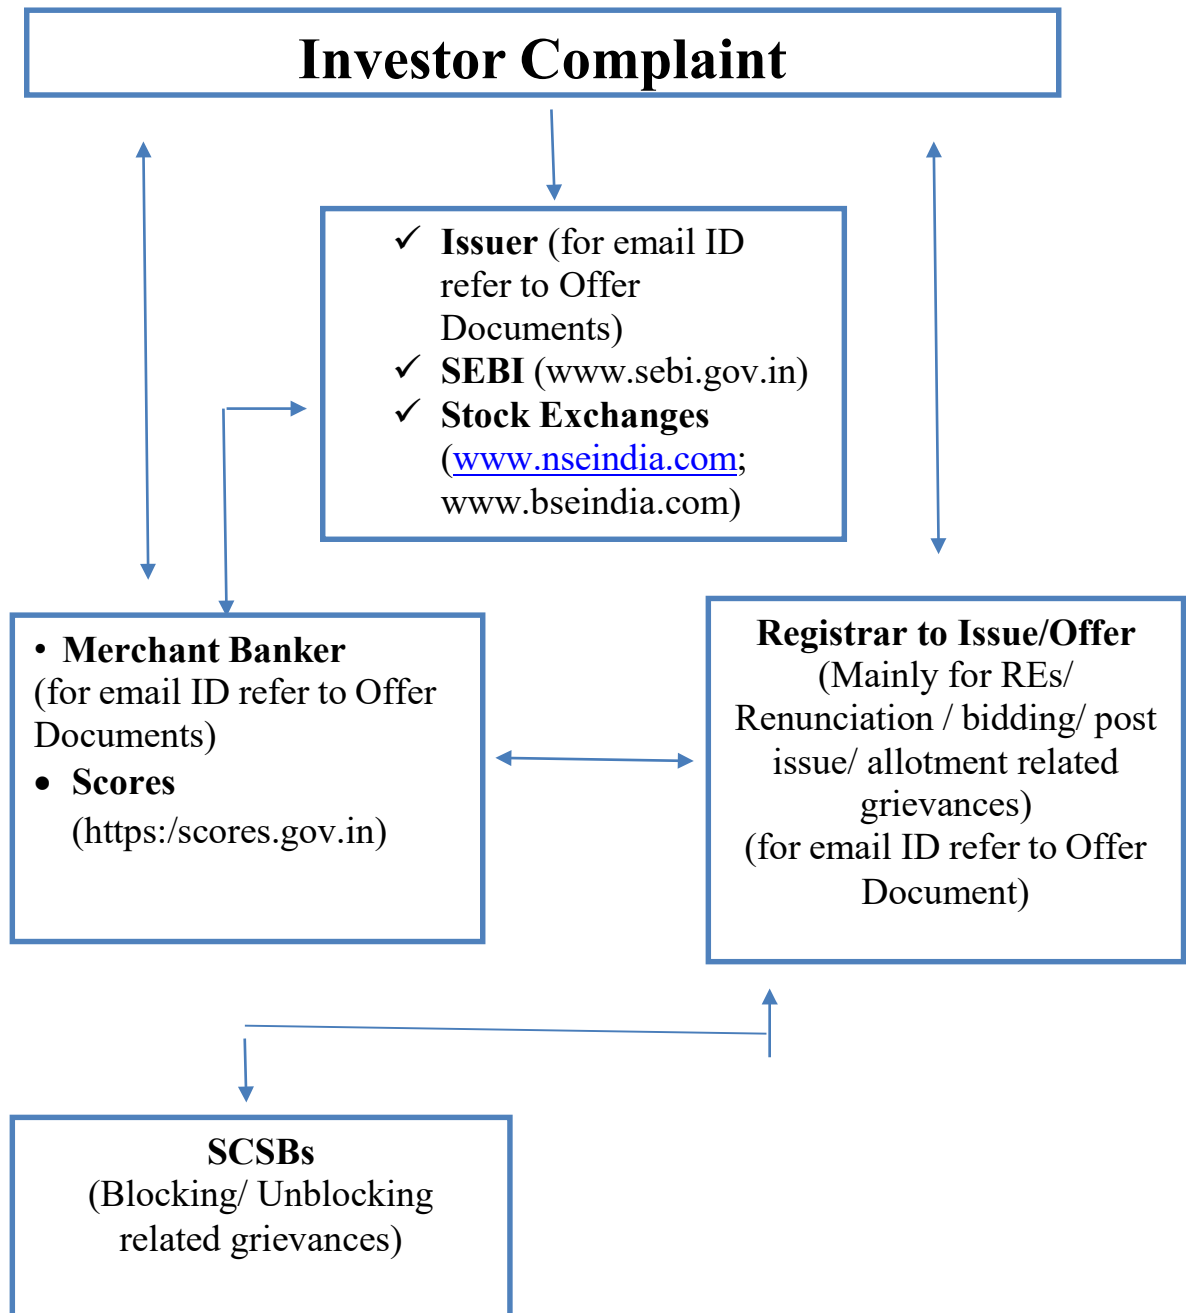 Investor Complaint
✓ Issuer (for email ID
refer to Offer
Documents)
✓ SEBI (www.sebi.gov.in)
✓ Stock Exchanges
(www.nseindia.com;
www.bseindia.com)
• Merchant Banker
(for email ID refer to Offer
Documents)
• Scores
(https:/scores.gov.in)
Registrar to Issue/Offer
(Mainly for REs/
Renunciation / bidding/ post
issue/ allotment related
grievances)
(for email ID refer to Offer
Document)
SCSBs
(Blocking/ Unblocking
related grievances)